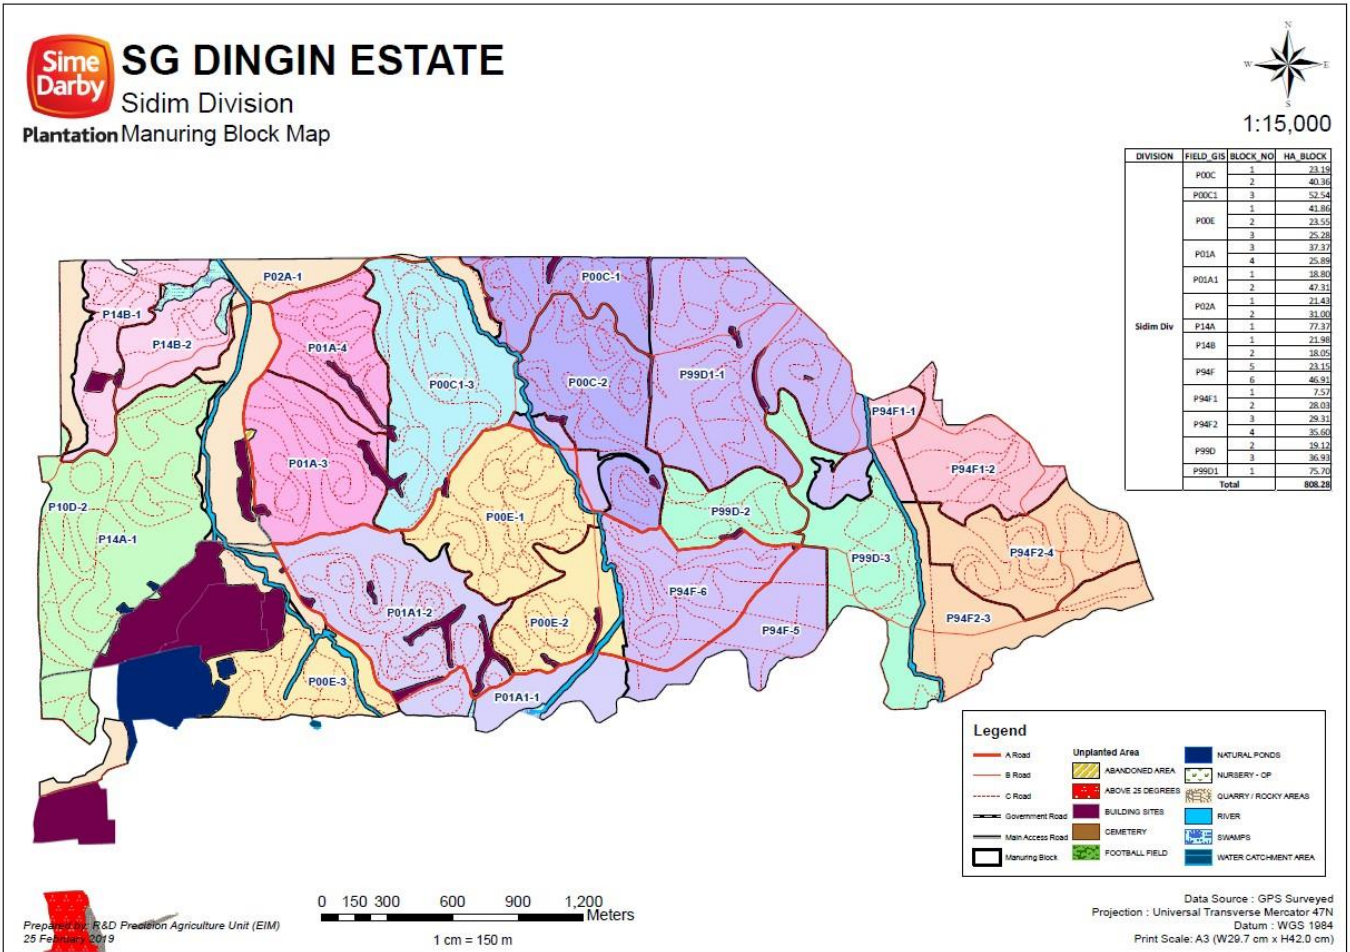 Sime
Darby
Plantation
SG DINGIN ESTATE
Sidim Division
Manuring Block Map
N
W E
S
1:15,000
DIVISION FIELD_GIS BLOCK_NO HA_BLOCK
Sidim Div
P00C 1 23.19
2 40.36
P00C1 3 52.54
P00E 1 41.86
2 23.55
3 25.28
P01A 3 37.37
4 25.89
P01A1 1 18.80
2 47.31
P02A 1 21.43
2 31.00
P14A 1 77.37
P14B 1 21.98
2 18.05
P94F 5 23.15
6 46.91
P94F1 1 7.57
2 28.03
P94F2 3 29.31
4 35.60
P99D 2 19.12
3 36.93
P99D1 1 75.70
Total 808.28
P02A-1
P00C-1
P14B-1
P14B-2
P01A-4
P00C1-3
P00C-2
P99D1-1
P94F1-1
P01A-3
P94F1-2
P10D-2
P14A-1
P00E-1
P99D-2
P99D-3
P94F2-4
P01A1-2
P94F-6
P00E-2
P94F-5
P94F2-3
P00E-3
P01A1-1
Legend
A Road
B Road
C Road
Government Road
Main Access Road
Manuring Block
Unplanted Area
ABANDONED AREA
ABOVE 25 DEGREES
BUILDING SITES
CEMETERY
FOOTBALL FIELD
NATURAL PONDS
NURSERY - OP
QUARRY / ROCKY AREAS
RIVER
SWAMPS
WATER CATCHMENT AREA
0 150 300 600 900 1,200
Meters
1 cm = 150 m
Prepared by: R&D Precision Agriculture Unit (EIM)
25 February 2019
Data Source : GPS Surveyed
Projection : Universal Transverse Mercator 47N
Datum : WGS 1984
Print Scale: A3 (W29.7 cm x H42.0 cm)